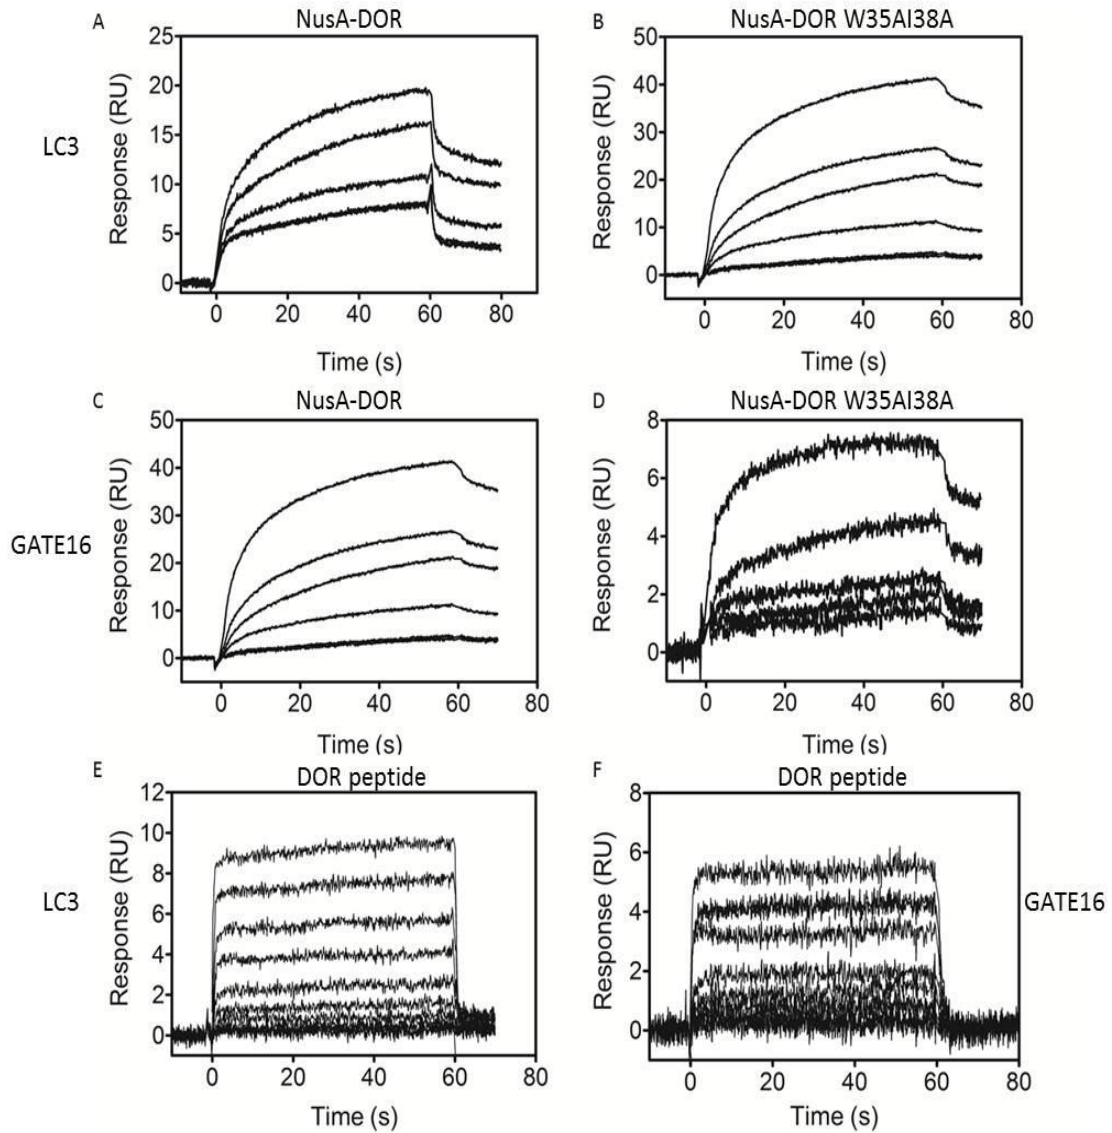 A
NusA-DOR
B
NusA-DOR W35AI38A
LC3
Response (RU)
25
20
15
10
5
0
0 20 40 60 80
Time (s)
Response (RU)
50
40
30
20
10
0
0 20 40 60 80
Time (s)
C
NusA-DOR
D
NusA-DOR W35AI38A
GATE16
Response (RU)
50
40
30
20
10
0
0 20 40 60 80
Time (s)
Response (RU)
8
6
4
2
0
0 20 40 60 80
Time (s)
E
DOR peptide
F
DOR peptide
LC3
Response (RU)
12
10
8
6
4
2
0
0 20 40 60 80
Time (s)
Response (RU)
8
6
4
2
0
0 20 40 60 80
Time (s)
GATE16